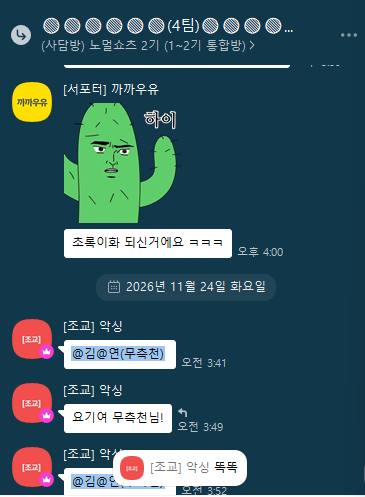 (4팀)...
(사담방) 노멀쇼츠 2기 (1~2기 통합방) >
[서포터] 까까우유
까까우유
하이
초록이화 되신거에요 ㅋㅋㅋ
오후 4:00
2026년 11월 24일 화요일
[조교] 악싱
[조교]
@김@연(무측천)
오전 3:41
[조교] 악싱
[조교]
요기여 무측천님!
오전 3:49
[조교] 악싱
[조교]
[조교] 악싱 똑똑
오전 3:52